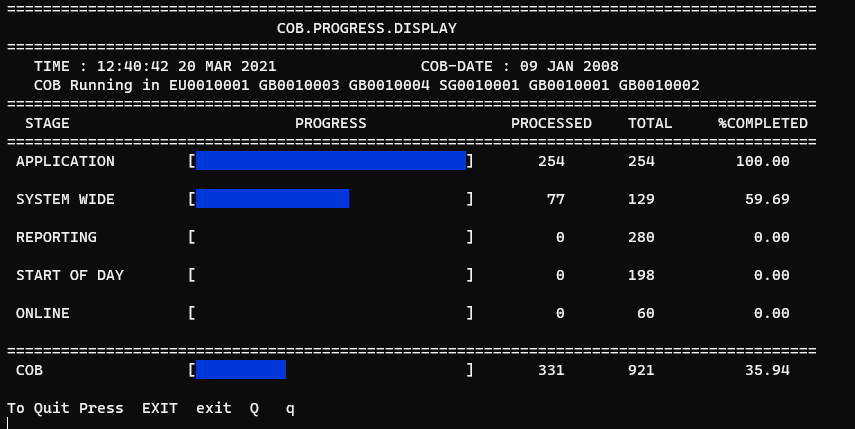 ==========================================================================================
COB.PROGRESS.DISPLAY
==========================================================================================
TIME : 12:40:42 20 MAR 2021                COB-DATE : 09 JAN 2008
COB Running in EU0010001 GB0010003 GB0010004 SG0010001 GB0010001 GB0010002
==========================================================================================
STAGE                         PROGRESS                PROCESSED    TOTAL     %COMPLETED
==========================================================================================
APPLICATION        [                              ]       254       254         100.00
SYSTEM WIDE        [                              ]        77       129          59.69
REPORTING          [                              ]         0       280           0.00
START OF DAY       [                              ]         0       198           0.00
ONLINE             [                              ]         0        60           0.00
==========================================================================================
COB                [                              ]       331       921          35.94
To Quit Press  EXIT  exit  Q   q